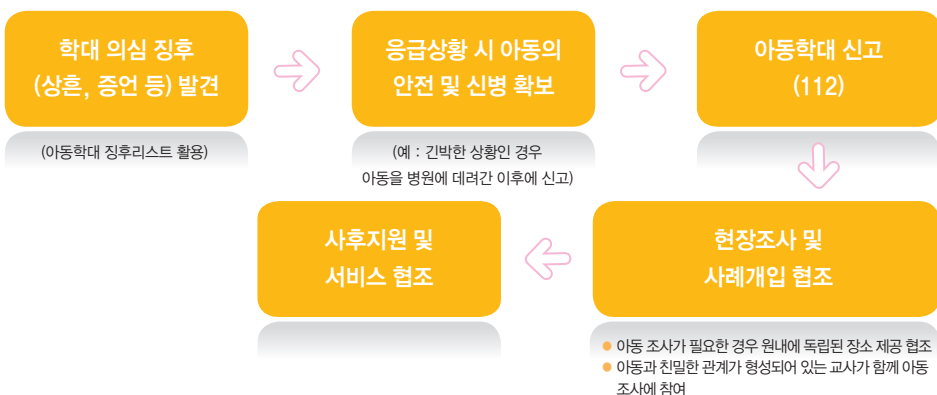 학대 의심 징후
(상흔, 증언 등) 발견
(아동학대 징후리스트 활용)
응급상황 시 아동의
안전 및 신병 확보
(예 : 긴박한 상황인 경우
아동을 병원에 데려간 이후에 신고)
아동학대 신고
(112)
현장조사 및
사례개입 협조
● 아동 조사가 필요한 경우 원내에 독립된 장소 제공 협조
● 아동과 친밀한 관계가 형성되어 있는 교사가 함께 아동
조사에 참여
사후지원 및
서비스 협조